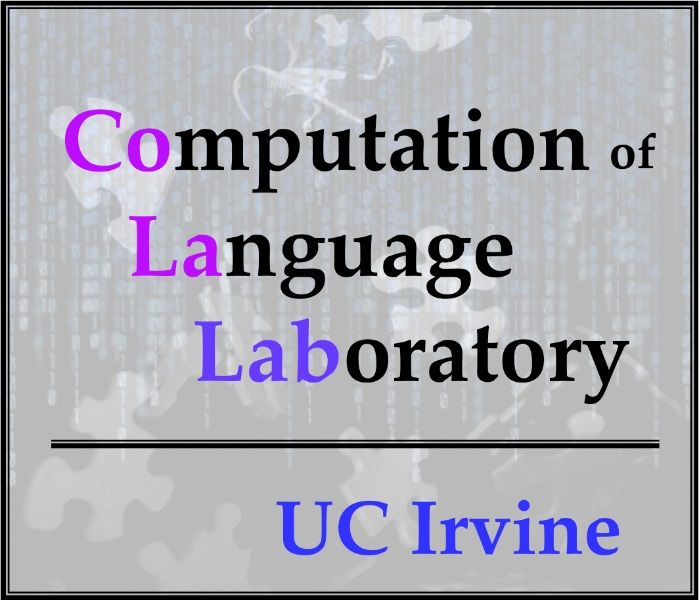 Computation of
Language
Laboratory
UC Irvine